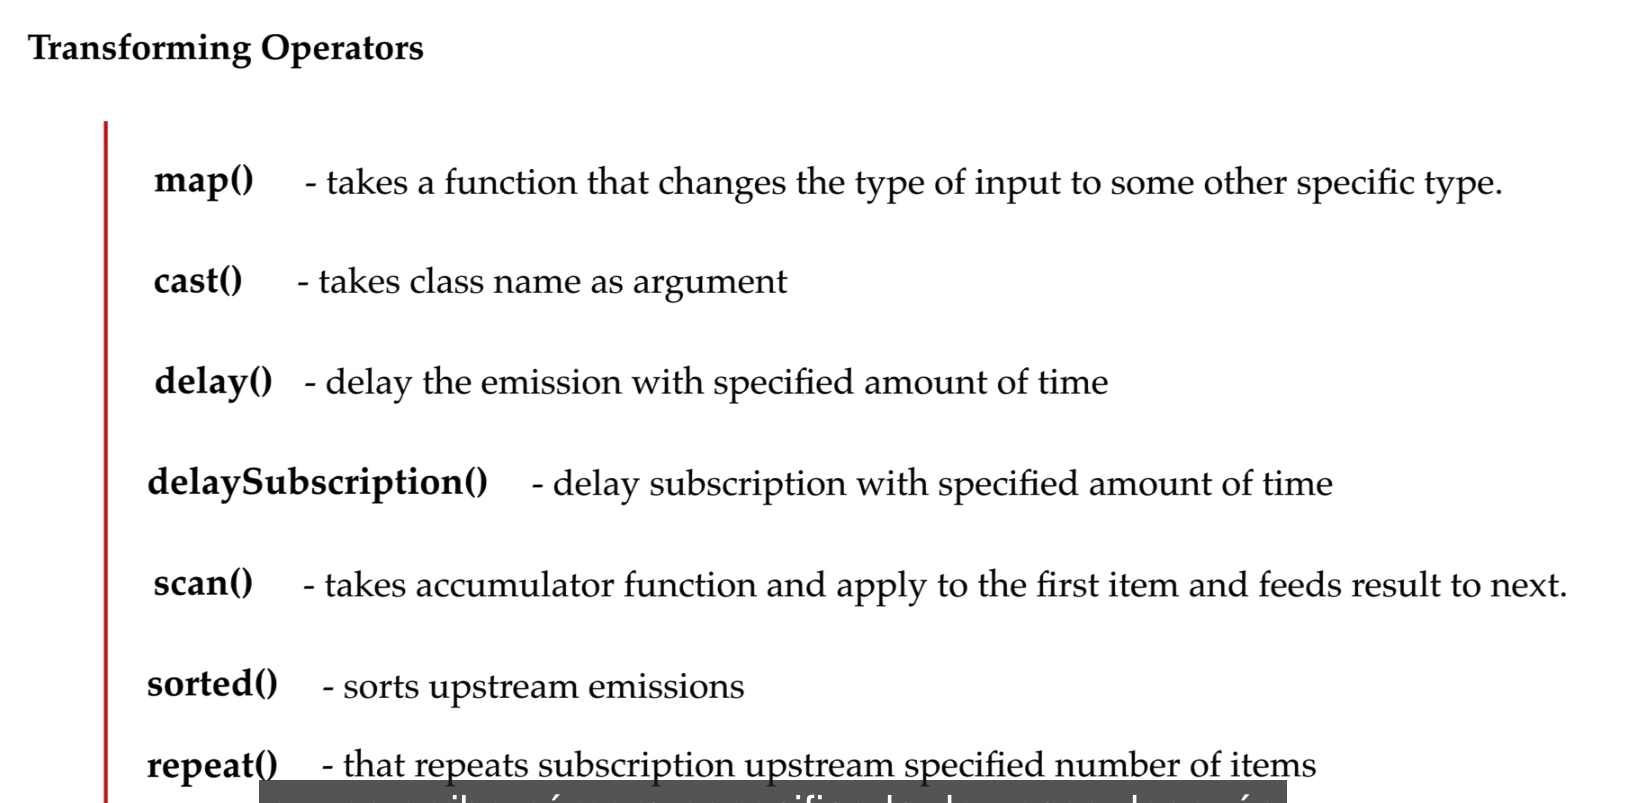 Transforming Operators
map() - takes a function that changes the type of input to some other specific type.
cast() - takes class name as argument
delay() - delay the emission with specified amount of time
delaySubscription() - delay subscription with specified amount of time
scan() - takes accumulator function and apply to the first item and feeds result to next.
sorted() - sorts upstream emissions
repeat() - that repeats subscription upstream specified number of items